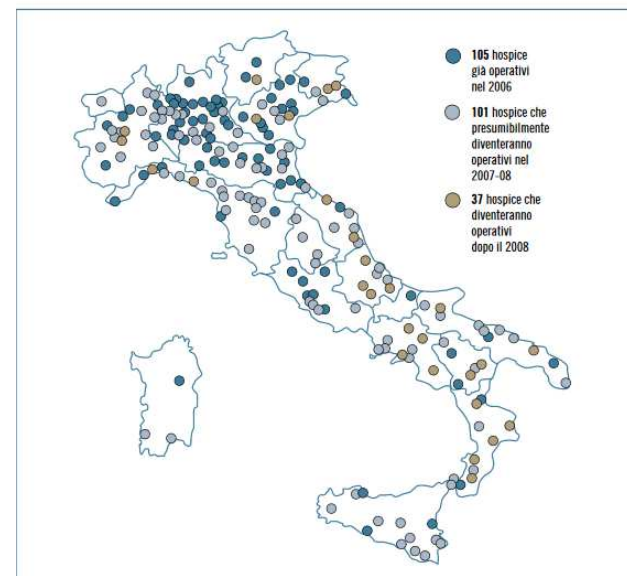 105 hospice
già operativi
nel 2006
101 hospice che
presumibilmente
diventeranno
operativi nel
2007-08
37 hospice che
diventeranno
operativi
dopo il 2008